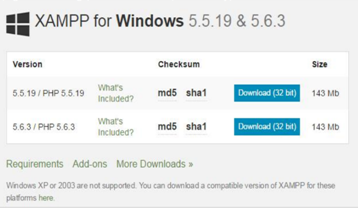 XAMPP for Windows 5.5.19 & 5.6.3
Version Checksum Size
5.5.19 / PHP 5.5.19 What's Included? md5 sha1 Download (32 bit) 143 Mb
5.6.3 / PHP 5.6.3 What's Included? md5 sha1 Download (32 bit) 143 Mb
Requirements Add-ons More Downloads »
Windows XP or 2003 are not supported. You can download a compatible version of XAMPP for these
platforms here.